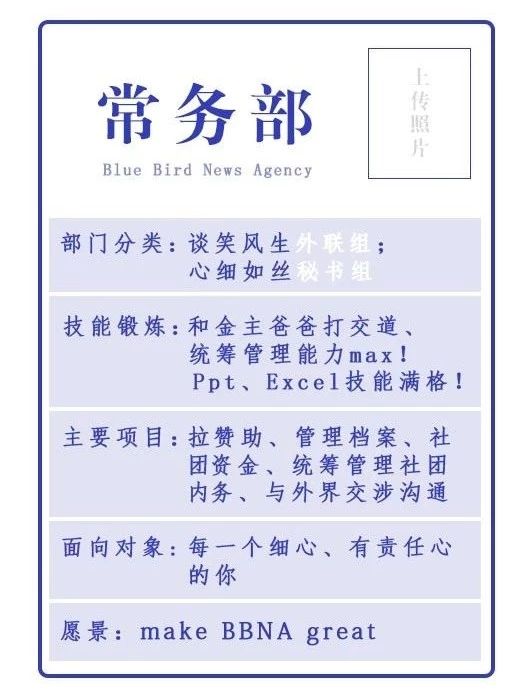 常务部
Blue Bird News Agency
上传照片
部门分类：谈笑风生外联组；
心细如丝秘书组
技能锻炼：和金主爸爸打交道、
统筹管理能力max！
Ppt、Excel技能满格！
主要项目：拉赞助、管理档案、社
团资金、统筹管理社团
内务、与外界交涉沟通
面向对象：每一个细心、有责任心
的你
愿景：make BBNA great